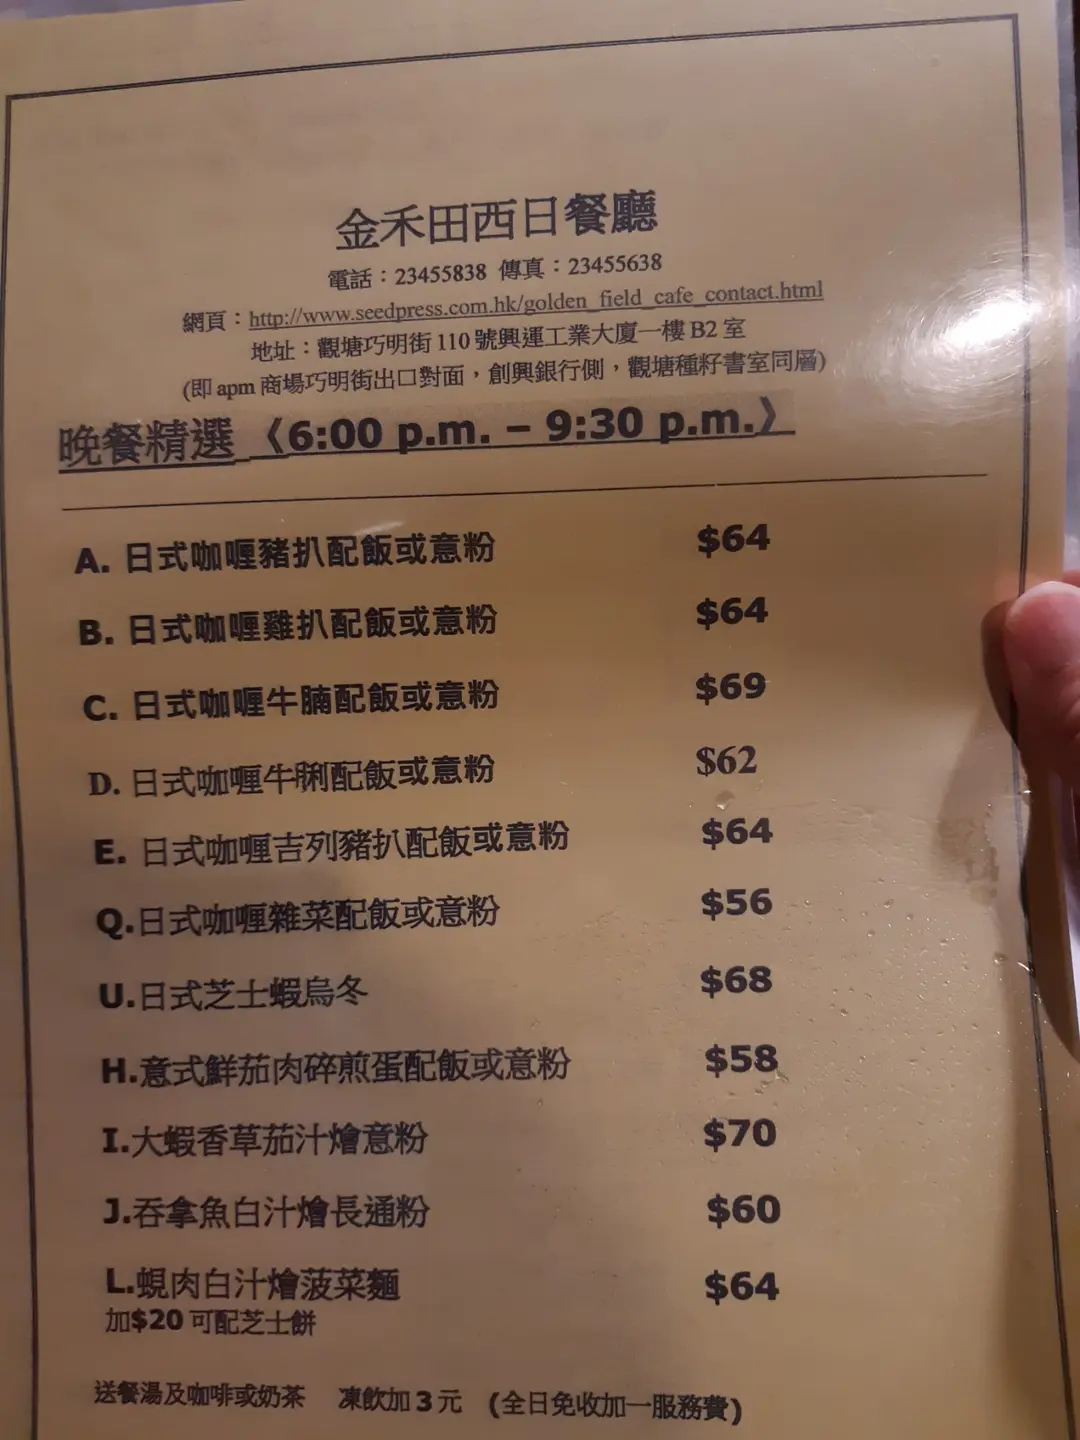 金禾田西日餐廳
電話：23455838 傳真：23455638
網頁：http://www.seedpress.com.hk/golden_field_cafe_contact.html
地址：觀塘巧明街 110 號興運工業大廈一樓 B2 室
(即 apm 商場巧明街出口對面，創興銀行側，觀塘種籽書室同層)
晚餐精選 〈6:00 p.m. – 9:30 p.m.〉
A. 日式咖喱豬扒配飯或意粉 $64
B. 日式咖喱雞扒配飯或意粉 $64
C. 日式咖喱牛腩配飯或意粉 $69
D. 日式咖喱牛脷配飯或意粉 $62
E. 日式咖喱吉列豬扒配飯或意粉 $64
Q.日式咖喱雜菜配飯或意粉 $56
U.日式芝士蝦烏冬 $68
H.意式鮮茄肉碎煎蛋配飯或意粉 $58
I.大蝦香草茄汁燴意粉 $70
J.吞拿魚白汁燴長通粉 $60
L.蜆肉白汁燴菠菜麵 $64
加$20 可配芝士餅
送餐湯及咖啡或奶茶 凍飲加 3 元 (全日免收加一服務費)